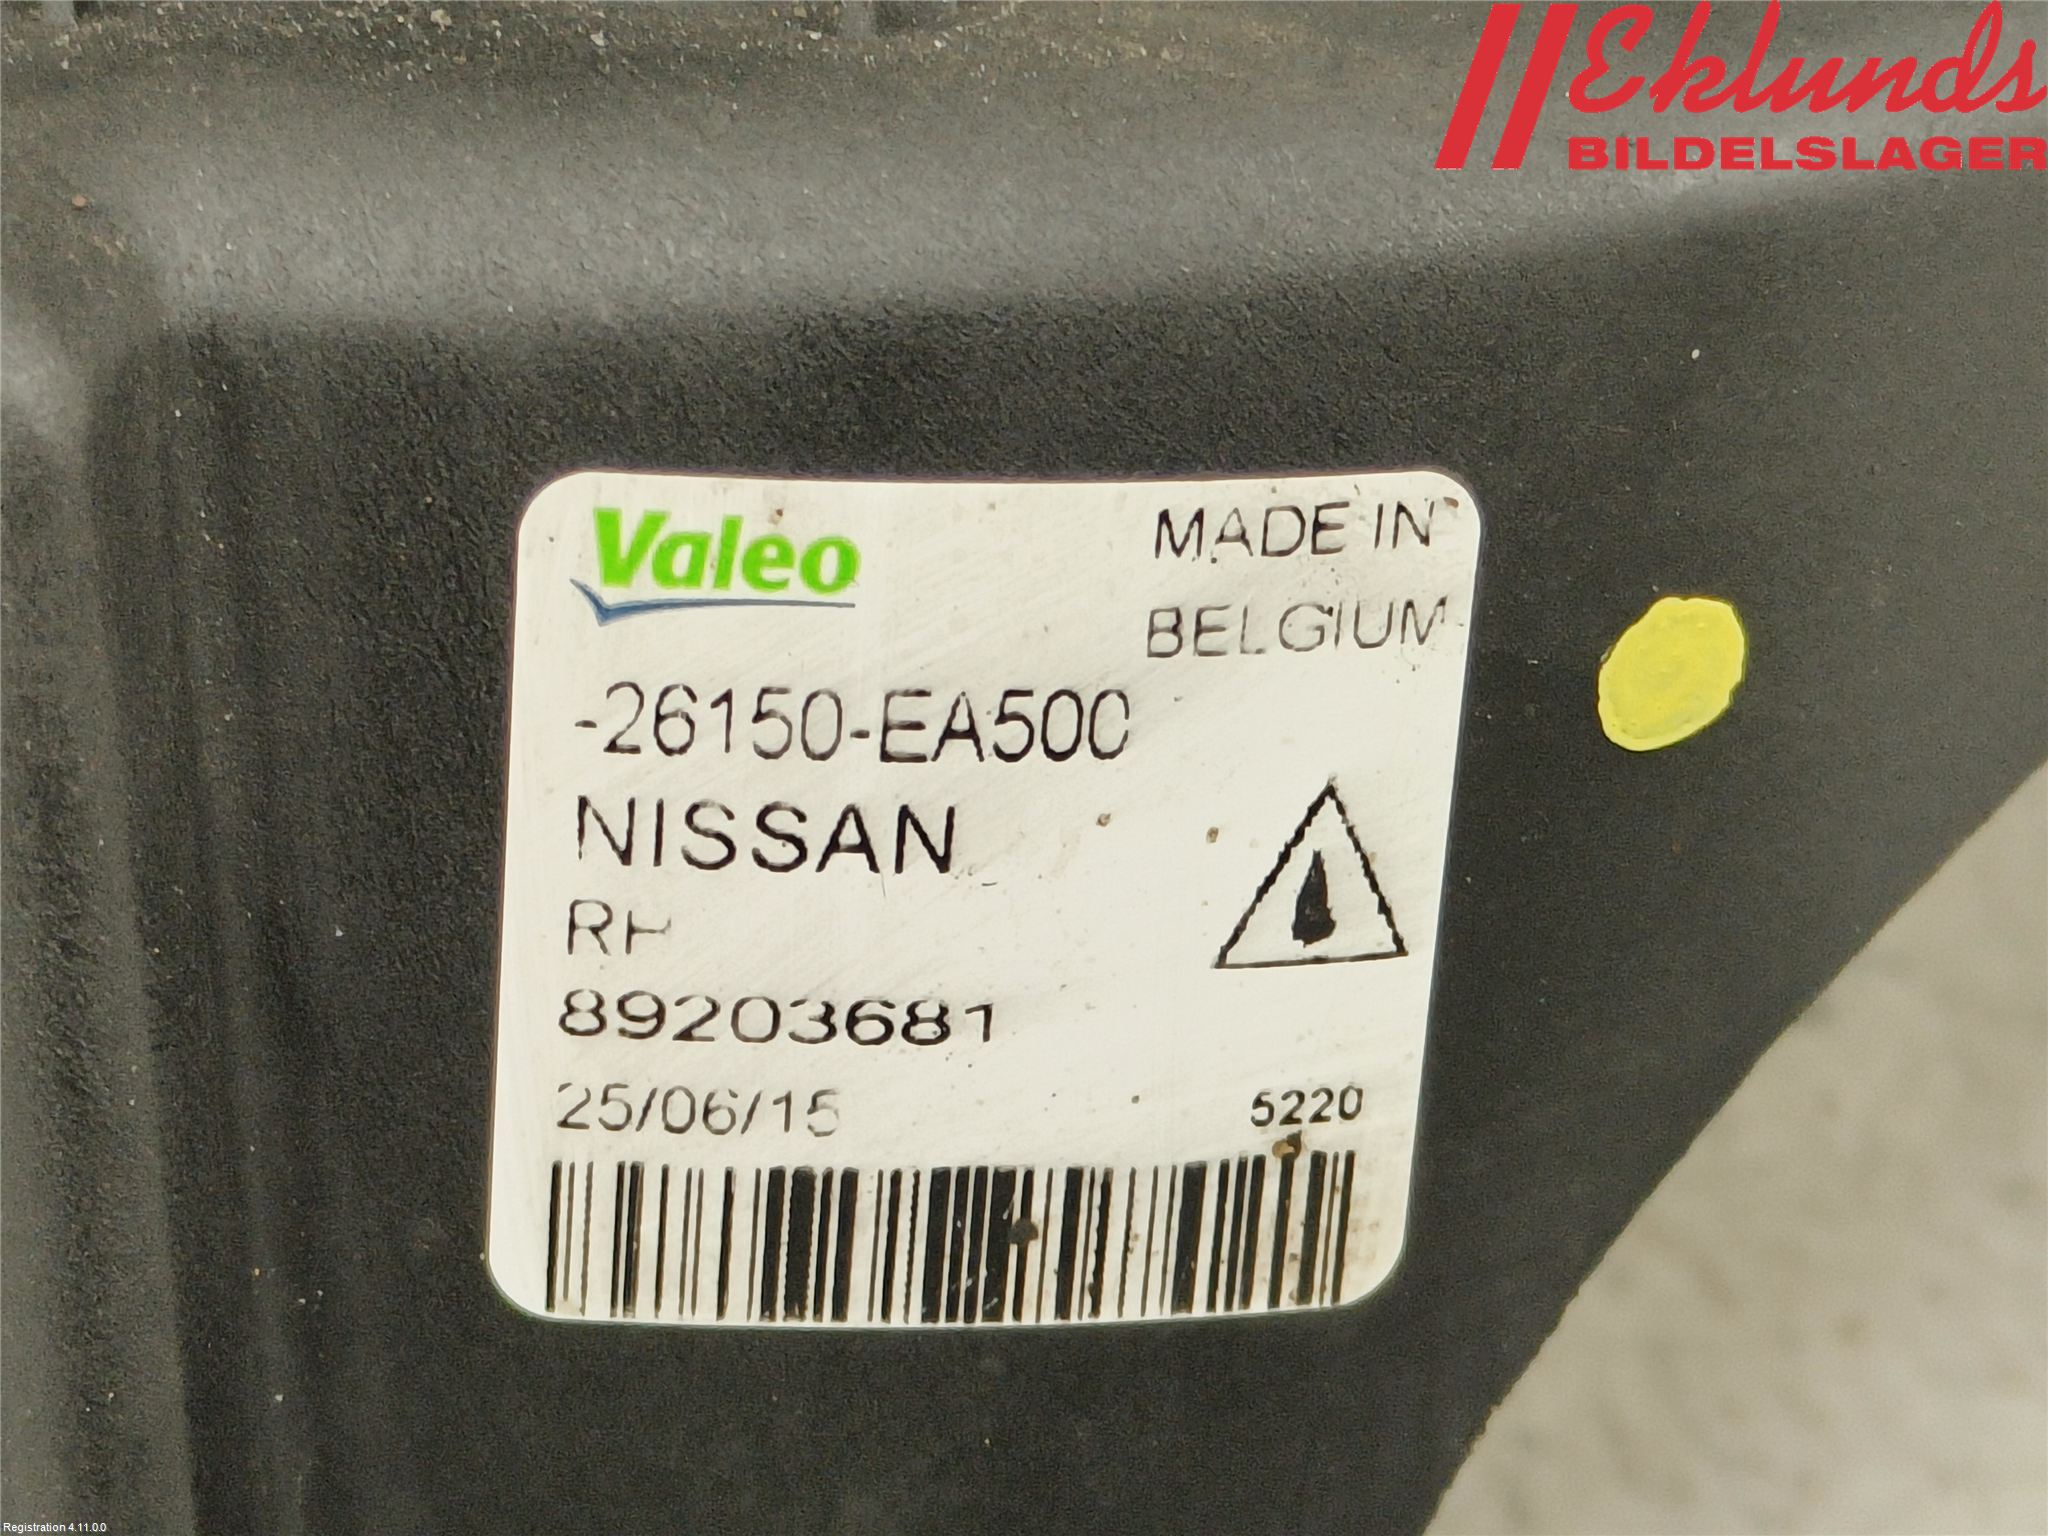 Eklunds
BILDELSLAGER
Valeo
MADE IN
BELGIUM
-26150-EA500
NISSAN
RH
89203681
25/06/15
5220
Registration 4.11.0.0